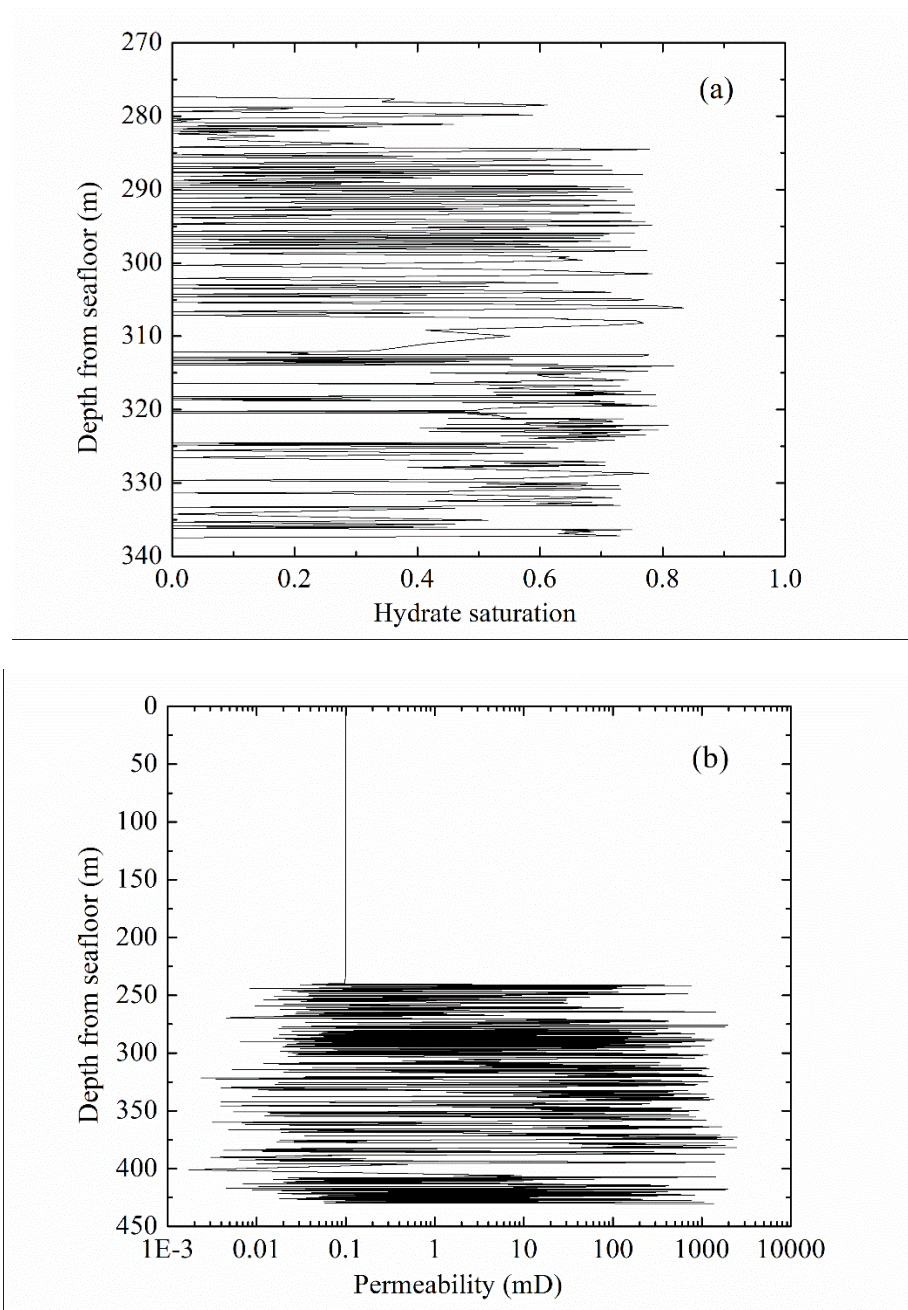 (a)
270
280
290
300
310
320
330
340
Depth from seafloor (m)
0.0 0.2 0.4 0.6 0.8 1.0
Hydrate saturation
(b)
0
50
100
150
200
250
300
350
400
450
Depth from seafloor (m)
1E-3 0.01 0.1 1 10 100 1000 10000
Permeability (mD)